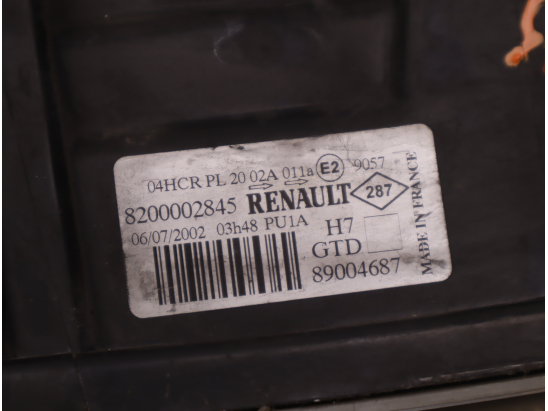 04HCR PL 20 02A 011a E2 9057
8200002845 RENAULT 287
06/07/2002 03h48 PU1A H7
GTD
89004687
MADE IN FRANCE